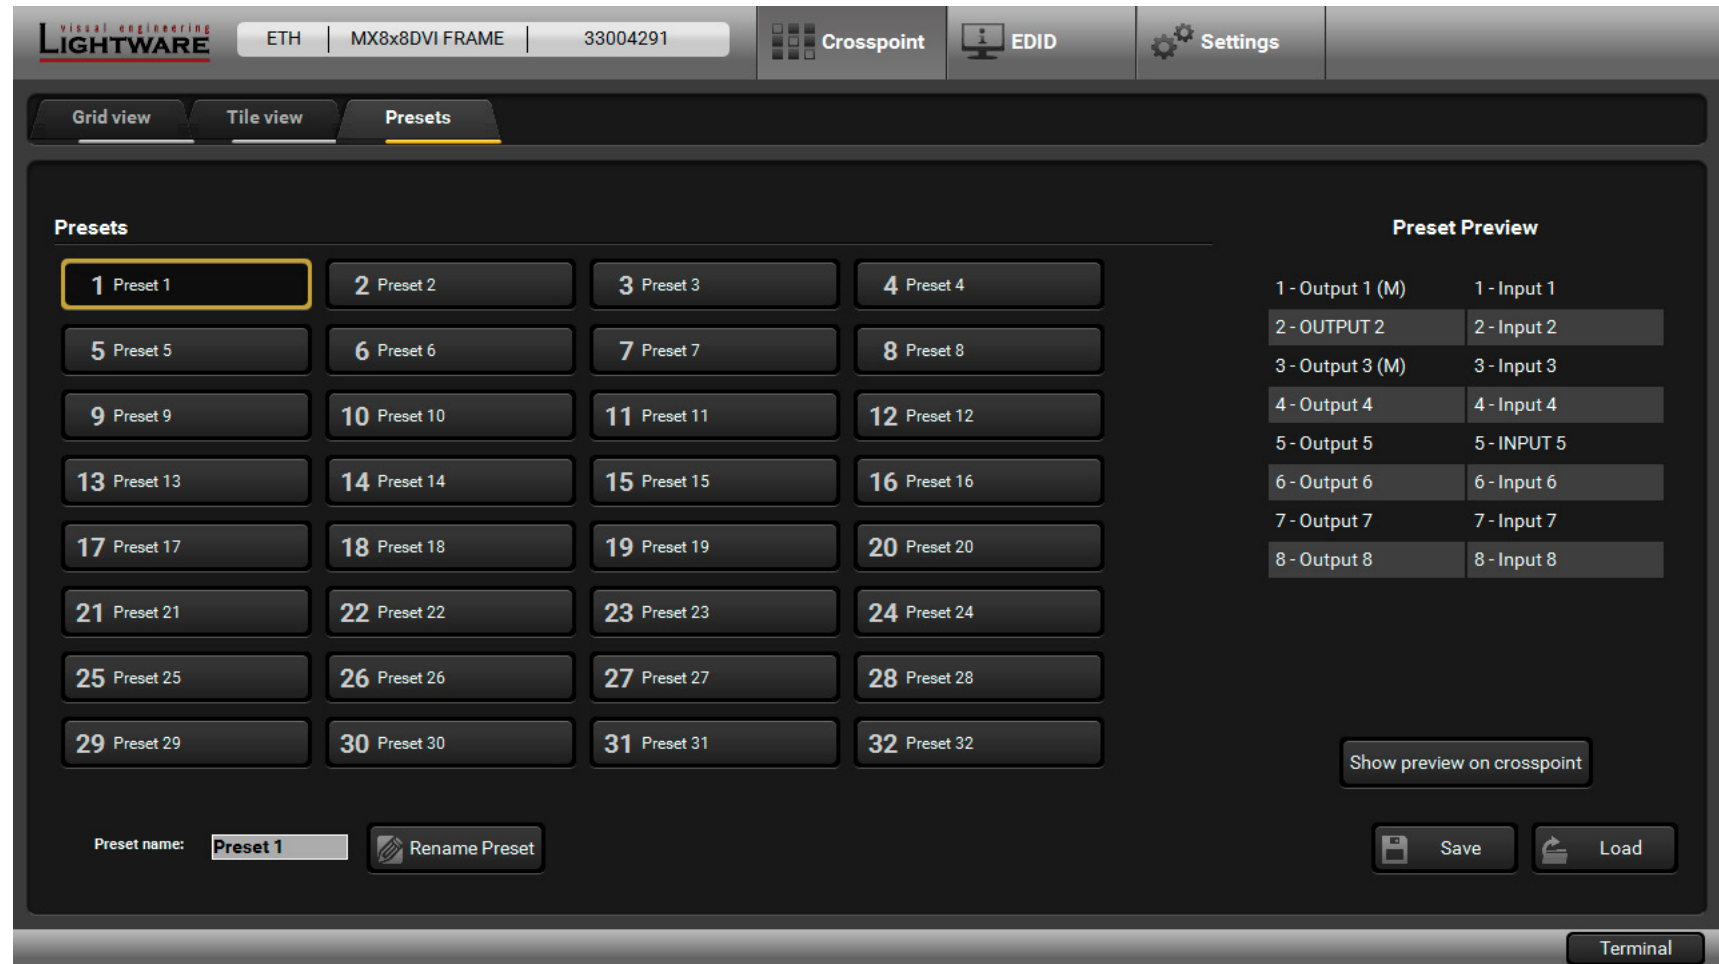 visual engineering
LIGHTWARE
ETH | MX8x8DVI FRAME | 33004291
Crosspoint
EDID
Settings
Grid view
Tile view
Presets
Presets
1 Preset 1
2 Preset 2
3 Preset 3
4 Preset 4
5 Preset 5
6 Preset 6
7 Preset 7
8 Preset 8
9 Preset 9
10 Preset 10
11 Preset 11
12 Preset 12
13 Preset 13
14 Preset 14
15 Preset 15
16 Preset 16
17 Preset 17
18 Preset 18
19 Preset 19
20 Preset 20
21 Preset 21
22 Preset 22
23 Preset 23
24 Preset 24
25 Preset 25
26 Preset 26
27 Preset 27
28 Preset 28
29 Preset 29
30 Preset 30
31 Preset 31
32 Preset 32
Preset name: Preset 1
Rename Preset
Preset Preview
1 - Output 1 (M) 1 - Input 1
2 - OUTPUT 2 2 - Input 2
3 - Output 3 (M) 3 - Input 3
4 - Output 4 4 - Input 4
5 - Output 5 5 - INPUT 5
6 - Output 6 6 - Input 6
7 - Output 7 7 - Input 7
8 - Output 8 8 - Input 8
Show preview on crosspoint
Save
Load
Terminal